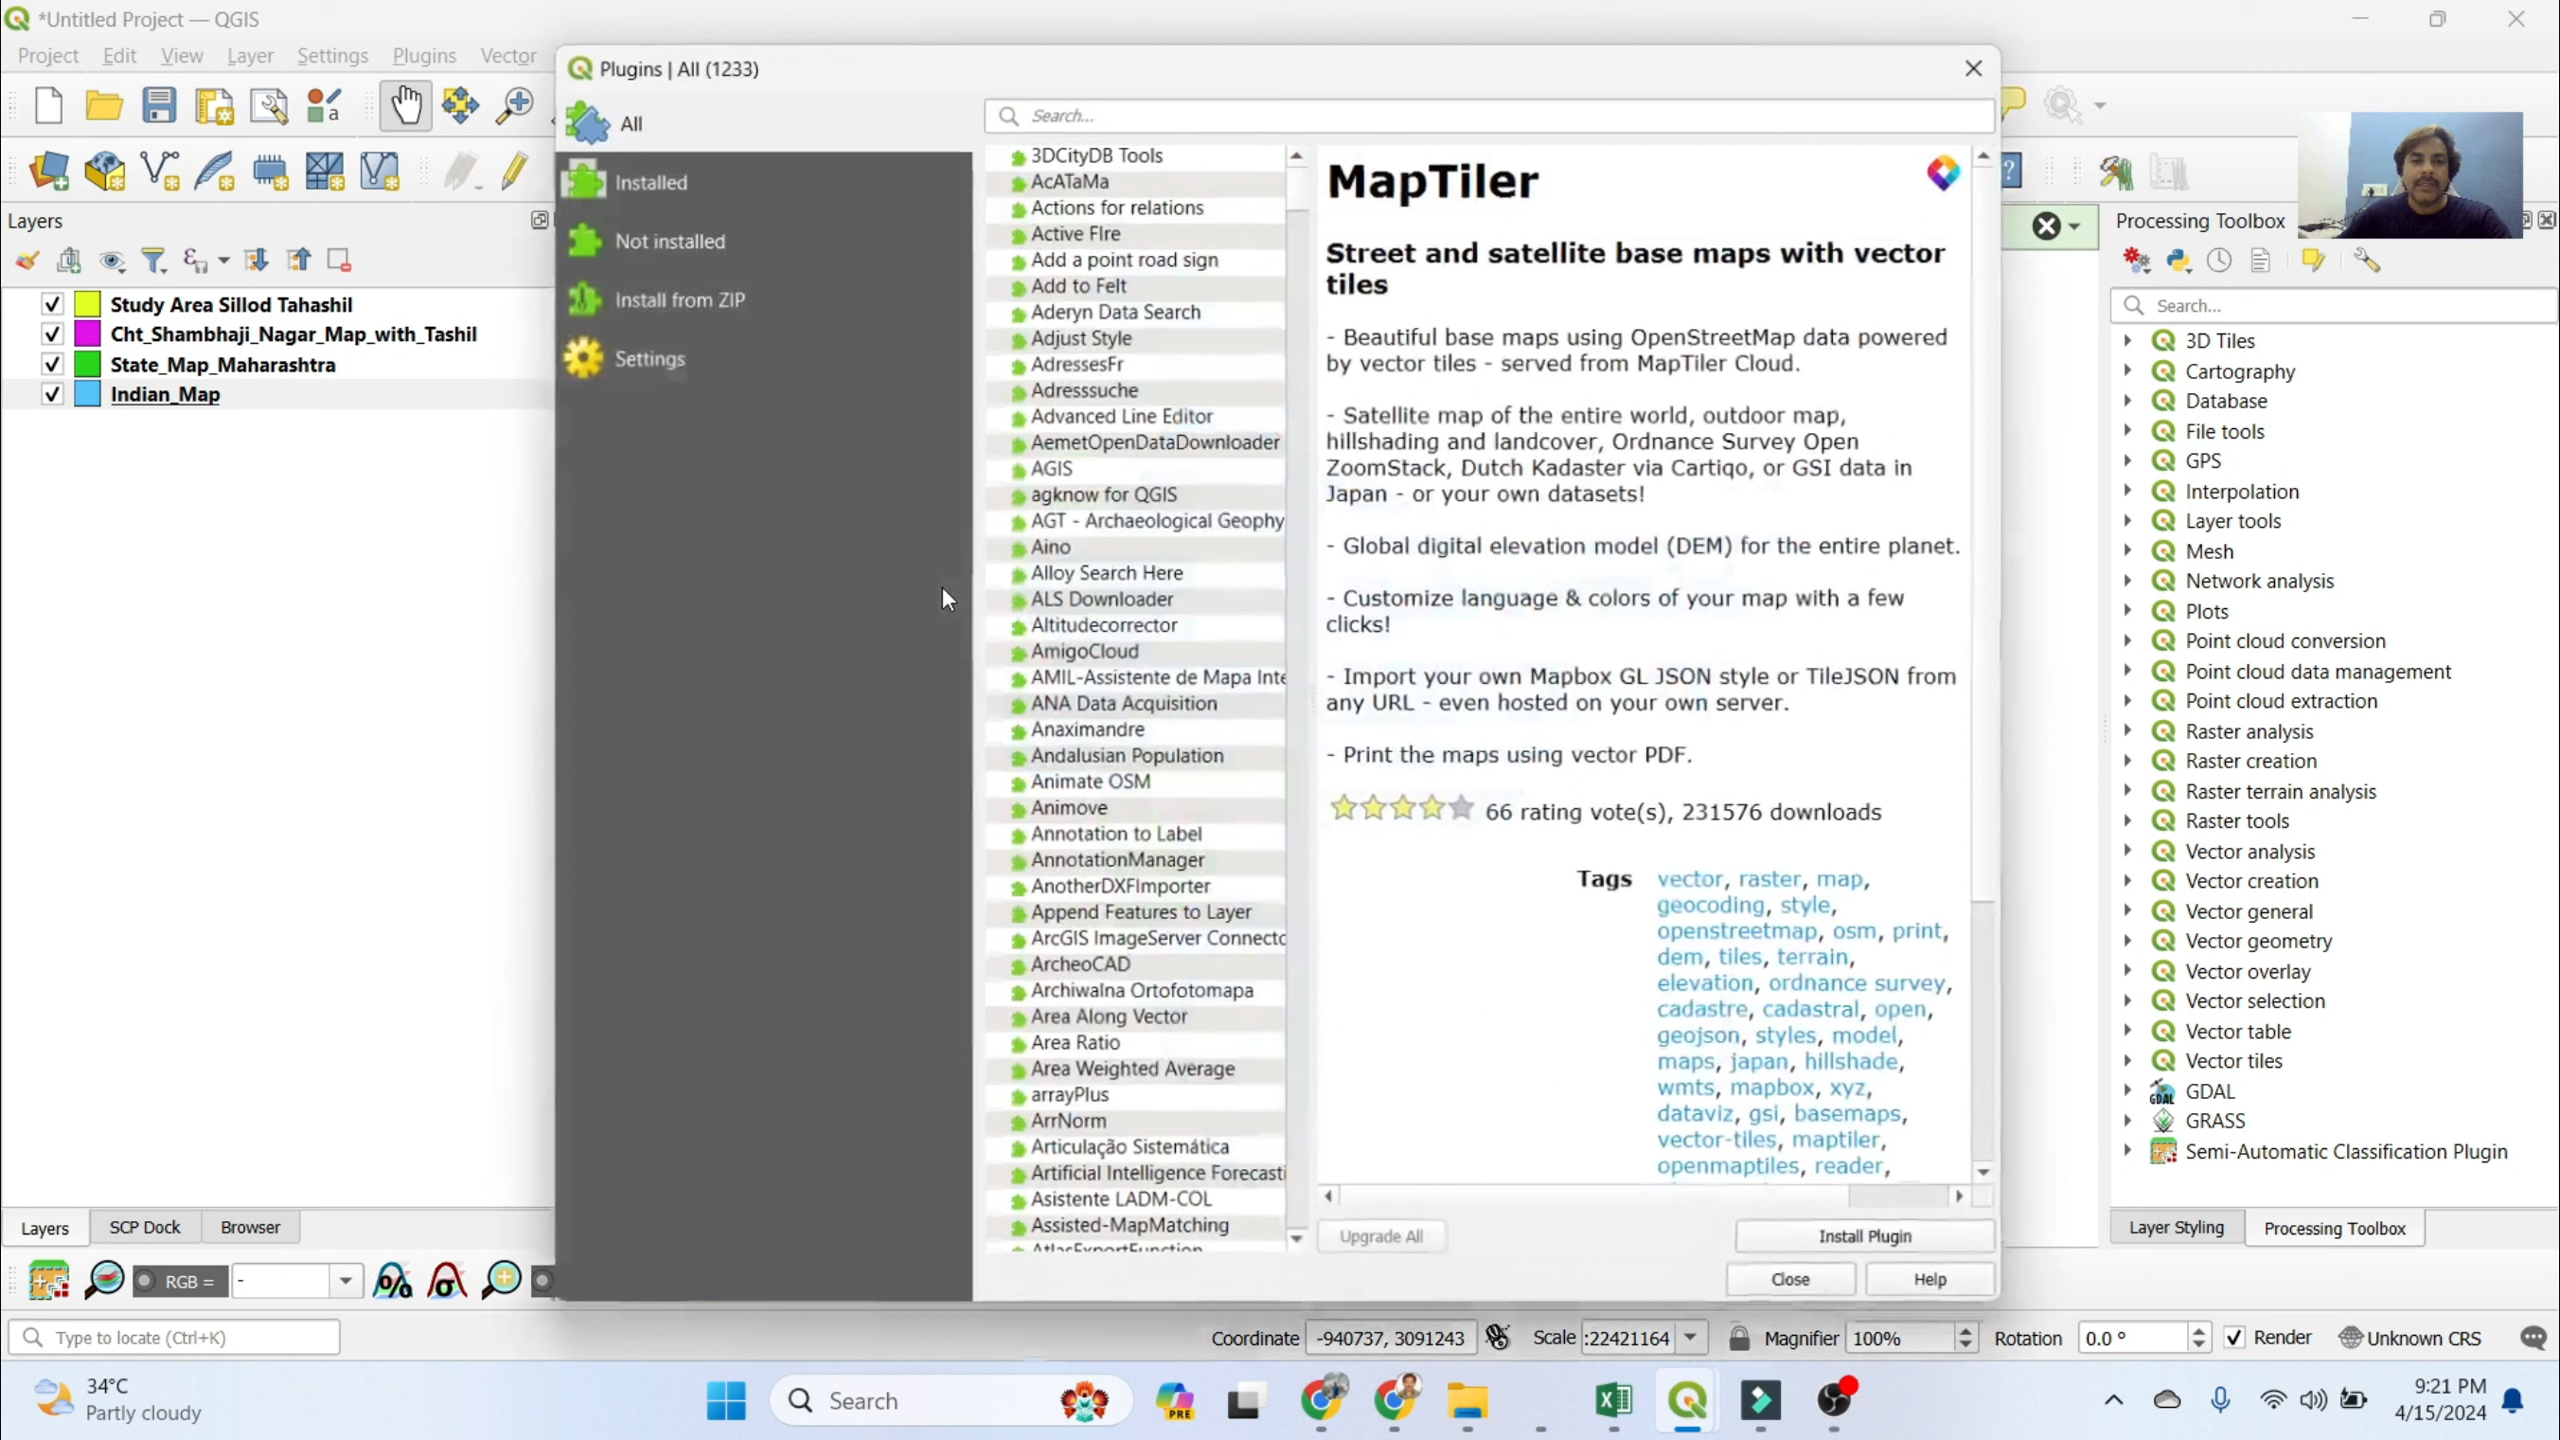 *Untitled Project — QGIS
Project Edit View Layer Settings Plugins Vector
Plugins | All (1233)
All
Search...
Installed
Not installed
Install from ZIP
Settings
Layers
Study Area Sillod Tahashil
Cht_Shambhaji_Nagar_Map_with_Tashil
State_Map_Maharashtra
Indian_Map
3DCityDB Tools
AcATaMa
Actions for relations
Active FIre
Add a point road sign
Add to Felt
Aderyn Data Search
Adjust Style
AdressesFr
Adresssuche
Advanced Line Editor
AemetOpenDataDownloader
AGIS
agknow for QGIS
AGT - Archaeological Geophy
Aino
Alloy Search Here
ALS Downloader
Altitudecorrector
AmigoCloud
AMIL-Assistente de Mapa Inte
ANA Data Acquisition
Anaximandre
Andalusian Population
Animate OSM
Animove
Annotation to Label
AnnotationManager
AnotherDXFImporter
Append Features to Layer
ArcGIS ImageServer Connecto
ArcheoCAD
Archiwalna Ortofotomapa
Area Along Vector
Area Ratio
Area Weighted Average
arrayPlus
ArrNorm
Articulação Sistemática
Artificial Intelligence Forecasti
Asistente LADM-COL
Assisted-MapMatching
AtlasExportFunction
MapTiler
Street and satellite base maps with vector
tiles
- Beautiful base maps using OpenStreetMap data powered
by vector tiles - served from MapTiler Cloud.
- Satellite map of the entire world, outdoor map,
hillshading and landcover, Ordnance Survey Open
ZoomStack, Dutch Kadaster via Cartiqo, or GSI data in
Japan - or your own datasets!
- Global digital elevation model (DEM) for the entire planet.
- Customize language & colors of your map with a few
clicks!
- Import your own Mapbox GL JSON style or TileJSON from
any URL - even hosted on your own server.
- Print the maps using vector PDF.
66 rating vote(s), 231576 downloads
Tags vector, raster, map,
geocoding, style,
openstreetmap, osm, print,
dem, tiles, terrain,
elevation, ordnance survey,
cadastre, cadastral, open,
geojson, styles, model,
maps, japan, hillshade,
wmts, mapbox, xyz,
dataviz, gsi, basemaps,
vector-tiles, maptiler,
openmaptiles, reader,
Upgrade All Install Plugin
Close Help
Processing Toolbox
Search...
3D Tiles
Cartography
Database
File tools
GPS
Interpolation
Layer tools
Mesh
Network analysis
Plots
Point cloud conversion
Point cloud data management
Point cloud extraction
Raster analysis
Raster creation
Raster terrain analysis
Raster tools
Vector analysis
Vector creation
Vector general
Vector geometry
Vector overlay
Vector selection
Vector table
Vector tiles
GDAL GDAL
GRASS
Semi-Automatic Classification Plugin
Layers SCP Dock Browser
Layer Styling Processing Toolbox
RGB = -
Type to locate (Ctrl+K)
Coordinate -940737, 3091243 Scale :22421164 Magnifier 100% Rotation 0.0 ° Render Unknown CRS
34°C
Partly cloudy
Search
PRE
9:21 PM
4/15/2024